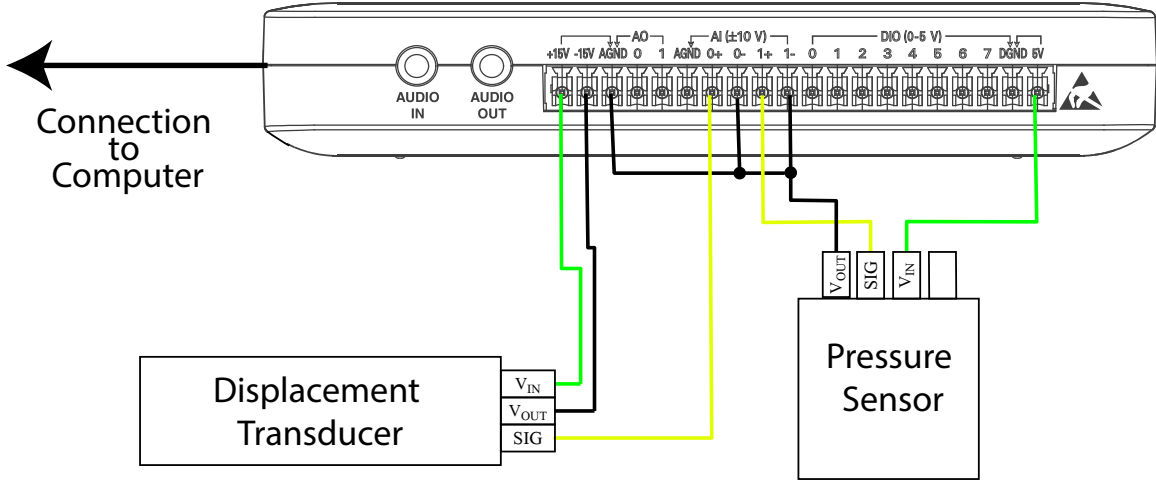 AO AI (±10 V) DIO (0-5 V)
+15V -15V AGND 0 1 AGND 0+ 0- 1+ 1- 0 1 2 3 4 5 6 7 DGND 5V
AUDIO
IN
AUDIO
OUT
Connection
to
Computer
VOUT
SIG
VIN
Pressure
Sensor
Displacement
Transducer
VIN
VOUT
SIG